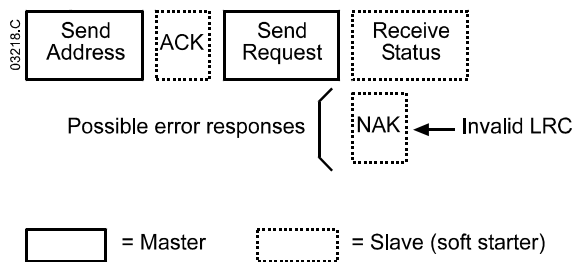 03218.C
Send
Address
ACK
Send
Request
Receive
Status
Possible error responses
NAK
Invalid LRC
= Master
= Slave (soft starter)